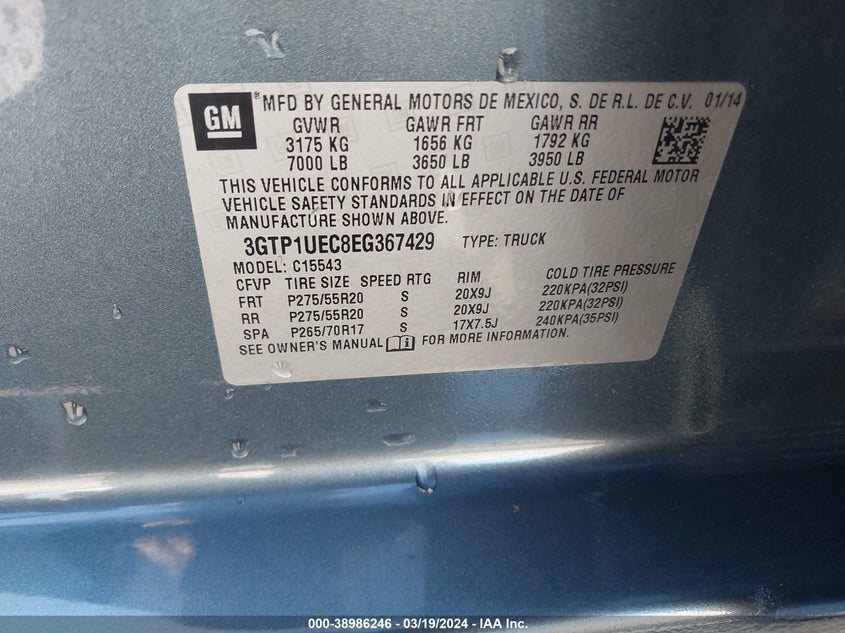 GM ® MFD BY GENERAL MOTORS DE MEXICO, S. DE R.L. DE C.V. 01/14
GVWR GAWR FRT GAWR RR
3175 KG 1656 KG 1792 KG
7000 LB 3650 LB 3950 LB
THIS VEHICLE CONFORMS TO ALL APPLICABLE U.S. FEDERAL MOTOR
VEHICLE SAFETY STANDARDS IN EFFECT ON THE DATE OF
MANUFACTURE SHOWN ABOVE.
3GTP1UEC8EG367429 TYPE: TRUCK
MODEL: C15543
CFVP TIRE SIZE SPEED RTG RIM COLD TIRE PRESSURE
FRT P275/55R20 S 20X9J 220KPA(32PSI)
RR P275/55R20 S 20X9J 220KPA(32PSI)
SPA P265/70R17 S 17X7.5J 240KPA(35PSI)
SEE OWNER'S MANUAL i FOR MORE INFORMATION.
000-38986246 - 03/19/2024 - IAA Inc.